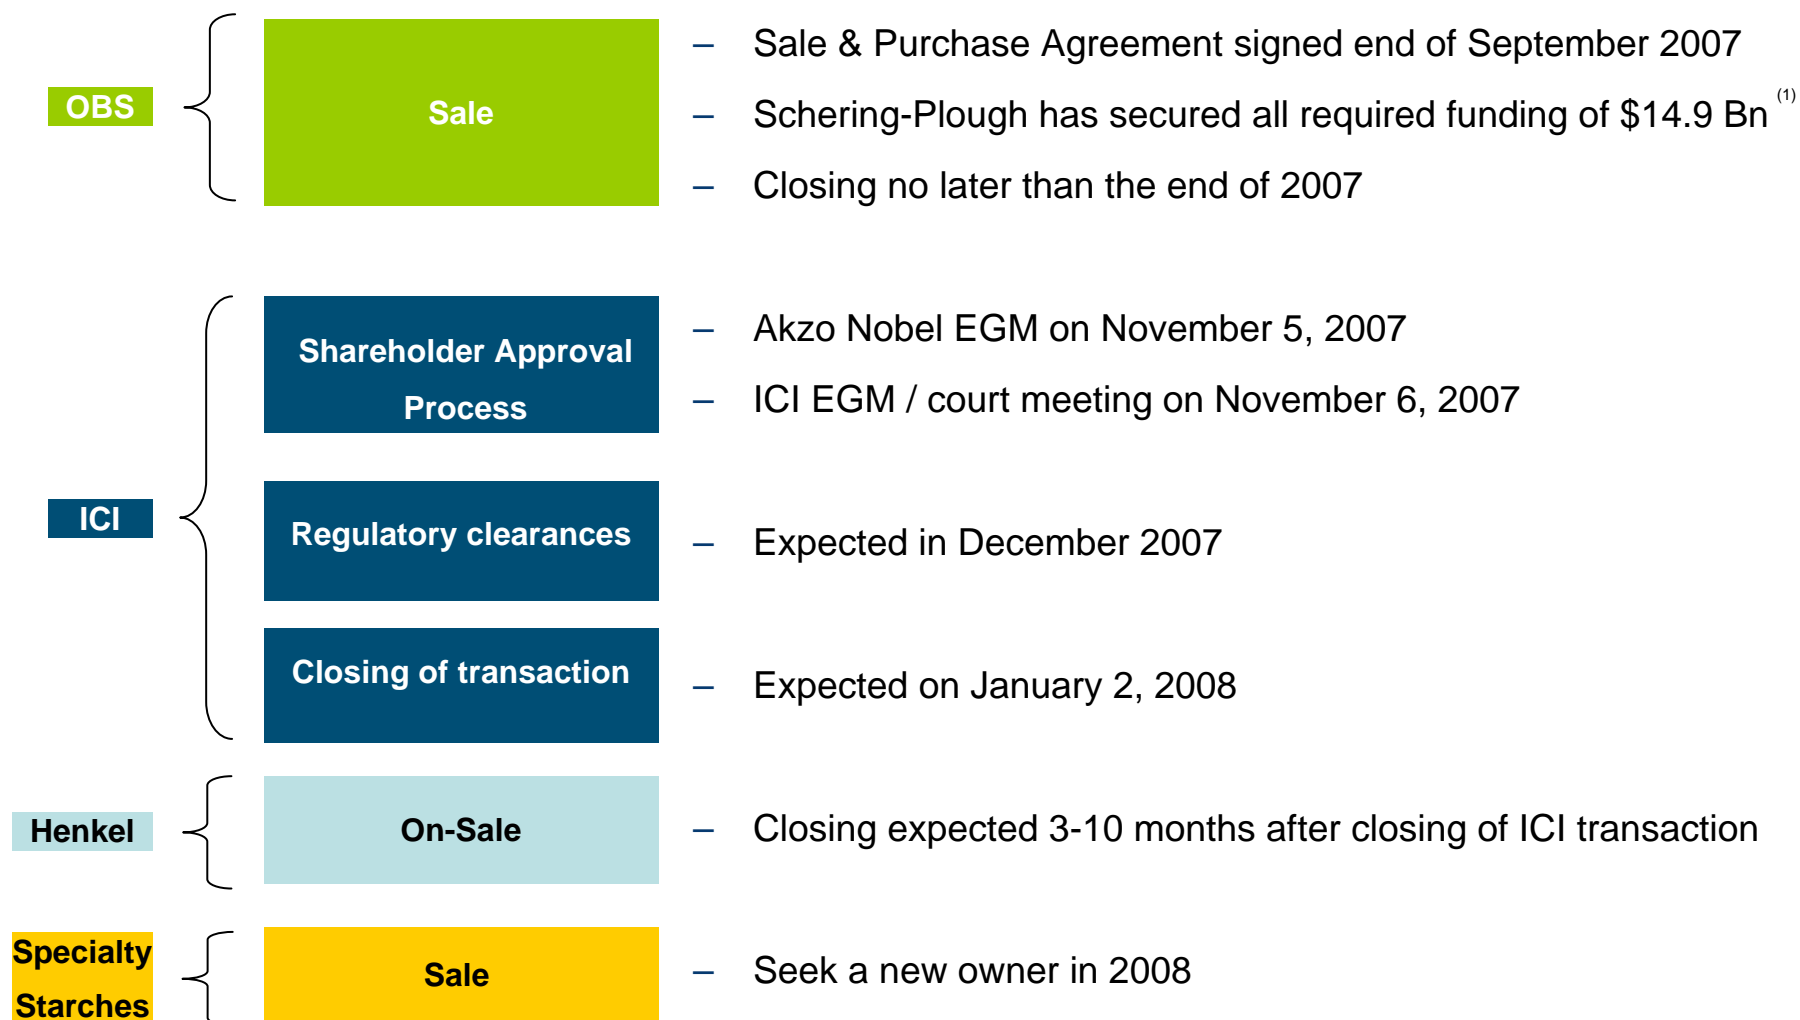 OBS
Sale
– Sale & Purchase Agreement signed end of September 2007
– Schering-Plough has secured all required funding of $14.9 Bn (1)
– Closing no later than the end of 2007
ICI
Shareholder Approval
Process
– Akzo Nobel EGM on November 5, 2007
– ICI EGM / court meeting on November 6, 2007
Regulatory clearances
– Expected in December 2007
Closing of transaction
– Expected on January 2, 2008
Henkel
On-Sale
– Closing expected 3-10 months after closing of ICI transaction
Specialty
Starches
Sale
– Seek a new owner in 2008